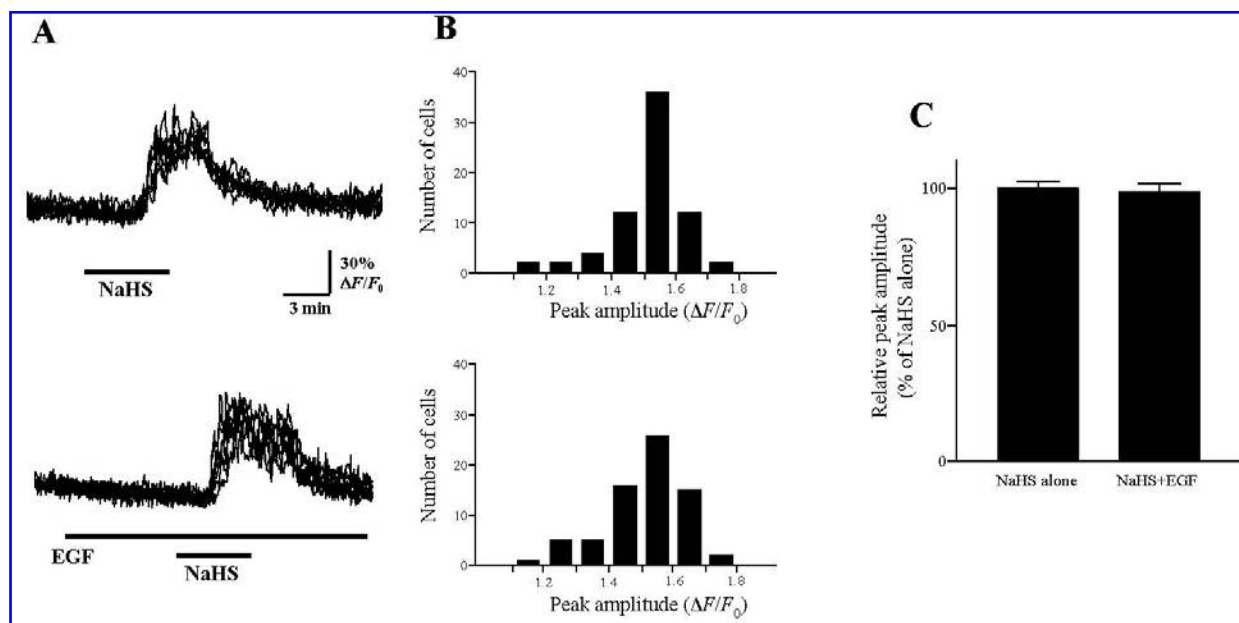 A
NaHS
30%
ΔF/F0
3 min
EGF
NaHS
B
Number of cells
40
30
20
10
0
1.2 1.4 1.6 1.8
Peak amplitude (ΔF/F0)
Number of cells
40
30
20
10
0
1.2 1.4 1.6 1.8
Peak amplitude (ΔF/F0)
C
Relative peak amplitude
(% of NaHS alone)
100
50
0
NaHS alone NaHS+EGF